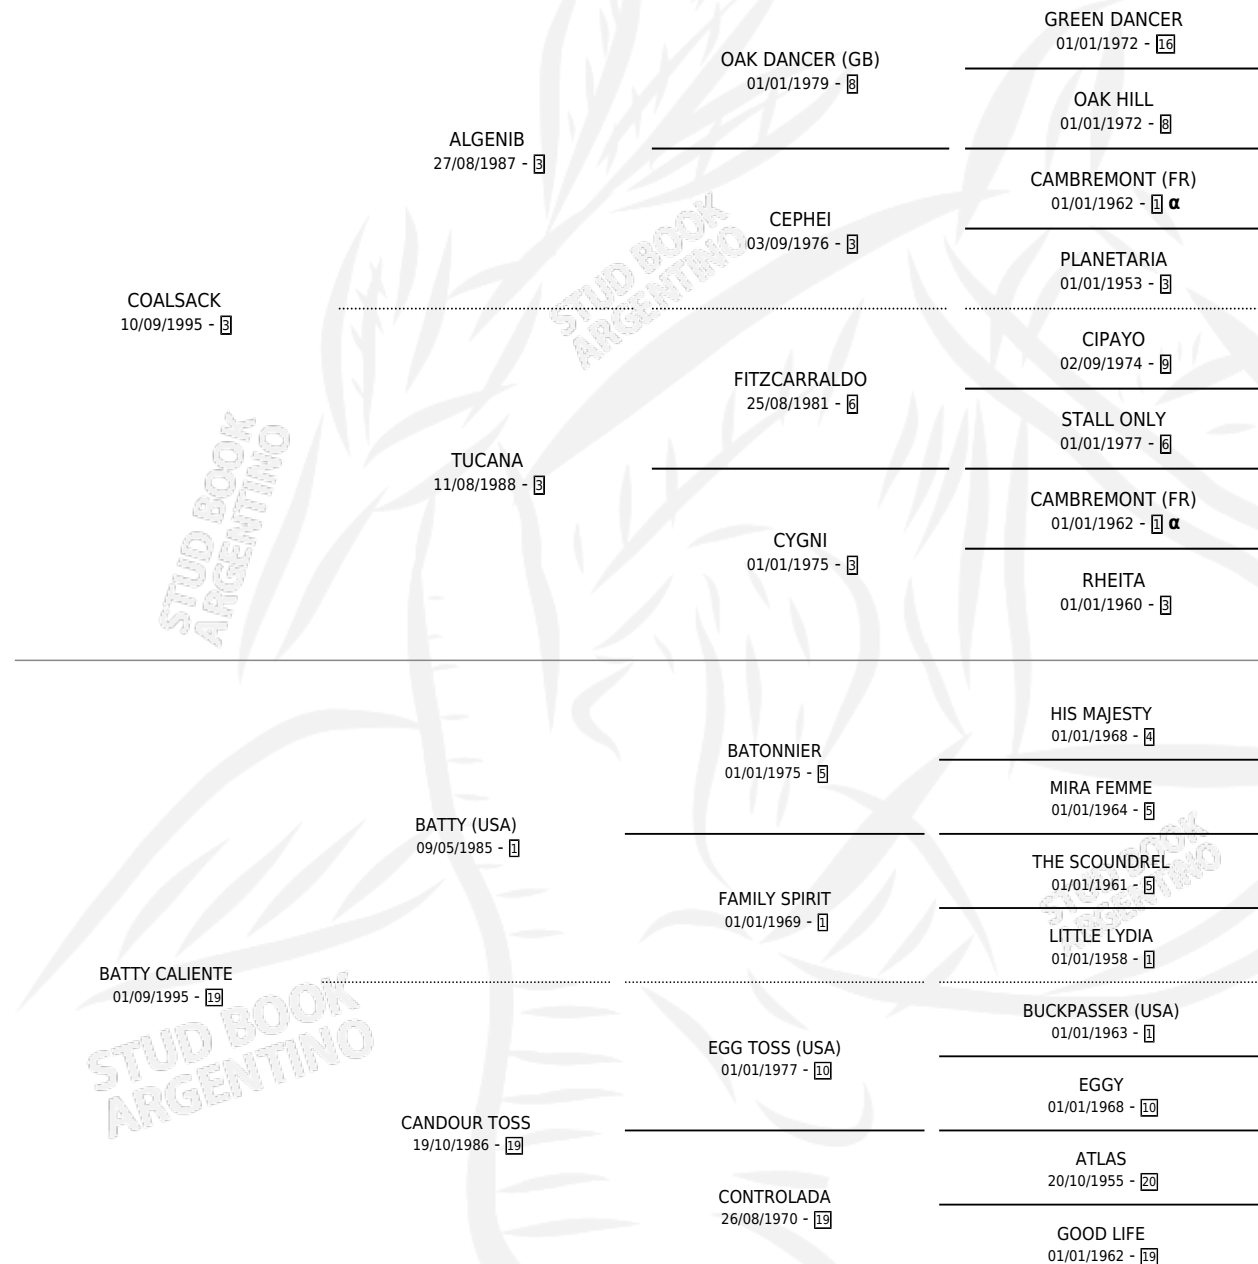 GREEN DANCER
01/01/1972 - 16
OAK DANCER (GB)
01/01/1979 - 8
OAK HILL
01/01/1972 - 8
ALGENIB
27/08/1987 - 3
CAMBREMONT (FR)
01/01/1962 - 1 α
CEPHEI
03/09/1976 - 3
PLANETARIA
01/01/1953 - 3
COALSACK
10/09/1995 - 3
CIPAYO
02/09/1974 - 9
FITZCARRALDO
25/08/1981 - 6
STALL ONLY
01/01/1977 - 6
TUCANA
11/08/1988 - 3
CAMBREMONT (FR)
01/01/1962 - 1 α
CYGNI
01/01/1975 - 3
RHEITA
01/01/1960 - 3
HIS MAJESTY
01/01/1968 - 4
BATONNIER
01/01/1975 - 5
MIRA FEMME
01/01/1964 - 5
BATTY (USA)
09/05/1985 - 1
THE SCOUNDREL
01/01/1961 - 5
FAMILY SPIRIT
01/01/1969 - 1
LITTLE LYDIA
01/01/1958 - 1
BATTY CALIENTE
01/09/1995 - 19
BUCKPASSER (USA)
01/01/1963 - 1
EGG TOSS (USA)
01/01/1977 - 10
EGGY
01/01/1968 - 10
CANDOUR TOSS
19/10/1986 - 19
ATLAS
20/10/1955 - 20
CONTROLADA
26/08/1970 - 19
GOOD LIFE
01/01/1962 - 19
STUD BOOK
ARGENTINO
STUD BOOK
ARGENTINO
STUD BOOK
ARGENTINO
STUD BOOK
ARGENTINO